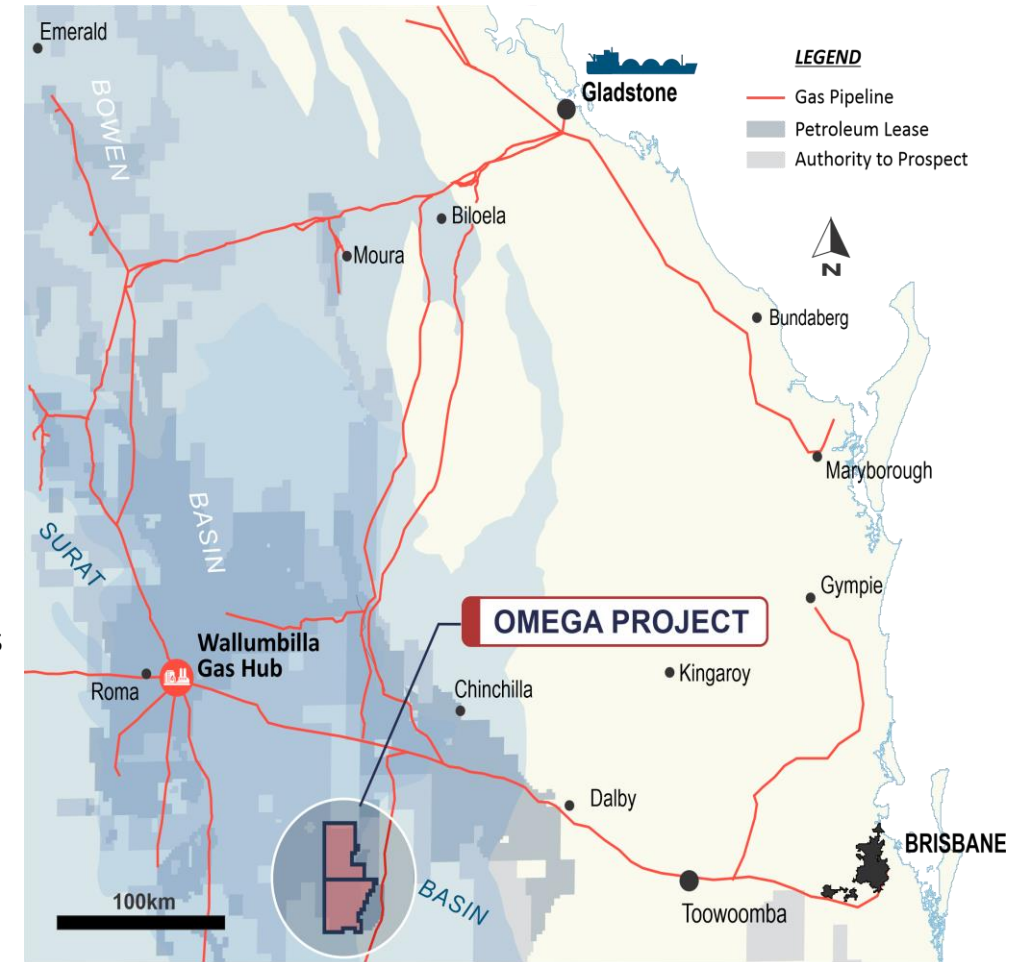 Emerald
LEGEND
Gas Pipeline
Petroleum Lease
Authority to Prospect
Gladstone
BOWEN
Biloela
Moura
N
Bundaberg
Maryborough
BASIN
SURAT
Gympie
OMEGA PROJECT
Wallumbilla
Gas Hub
Roma
Kingaroy
Chinchilla
Dalby
BRISBANE
100km
BASIN
Toowoomba